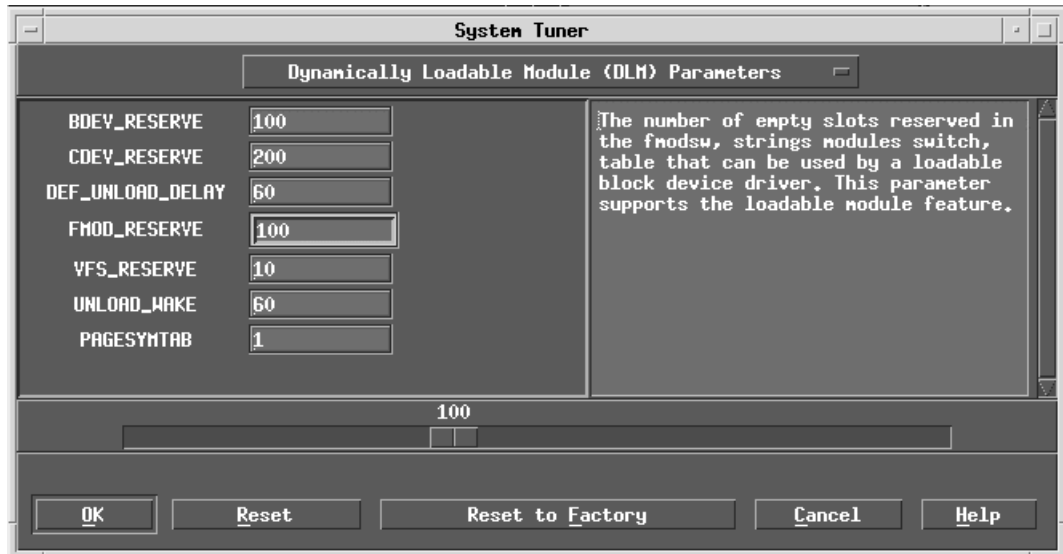 System Tuner
Dynamically Loadable Module (DLM) Parameters
BDEV_RESERVE 100
CDEV_RESERVE 200
DEF_UNLOAD_DELAY 60
FMOD_RESERVE 100
VFS_RESERVE 10
UNLOAD_WAKE 60
PAGESYMTAB 1
The number of empty slots reserved in
the fmodsw, strings modules switch,
table that can be used by a loadable
block device driver. This parameter
supports the loadable module feature.
100
OK Reset Reset to Factory Cancel Help